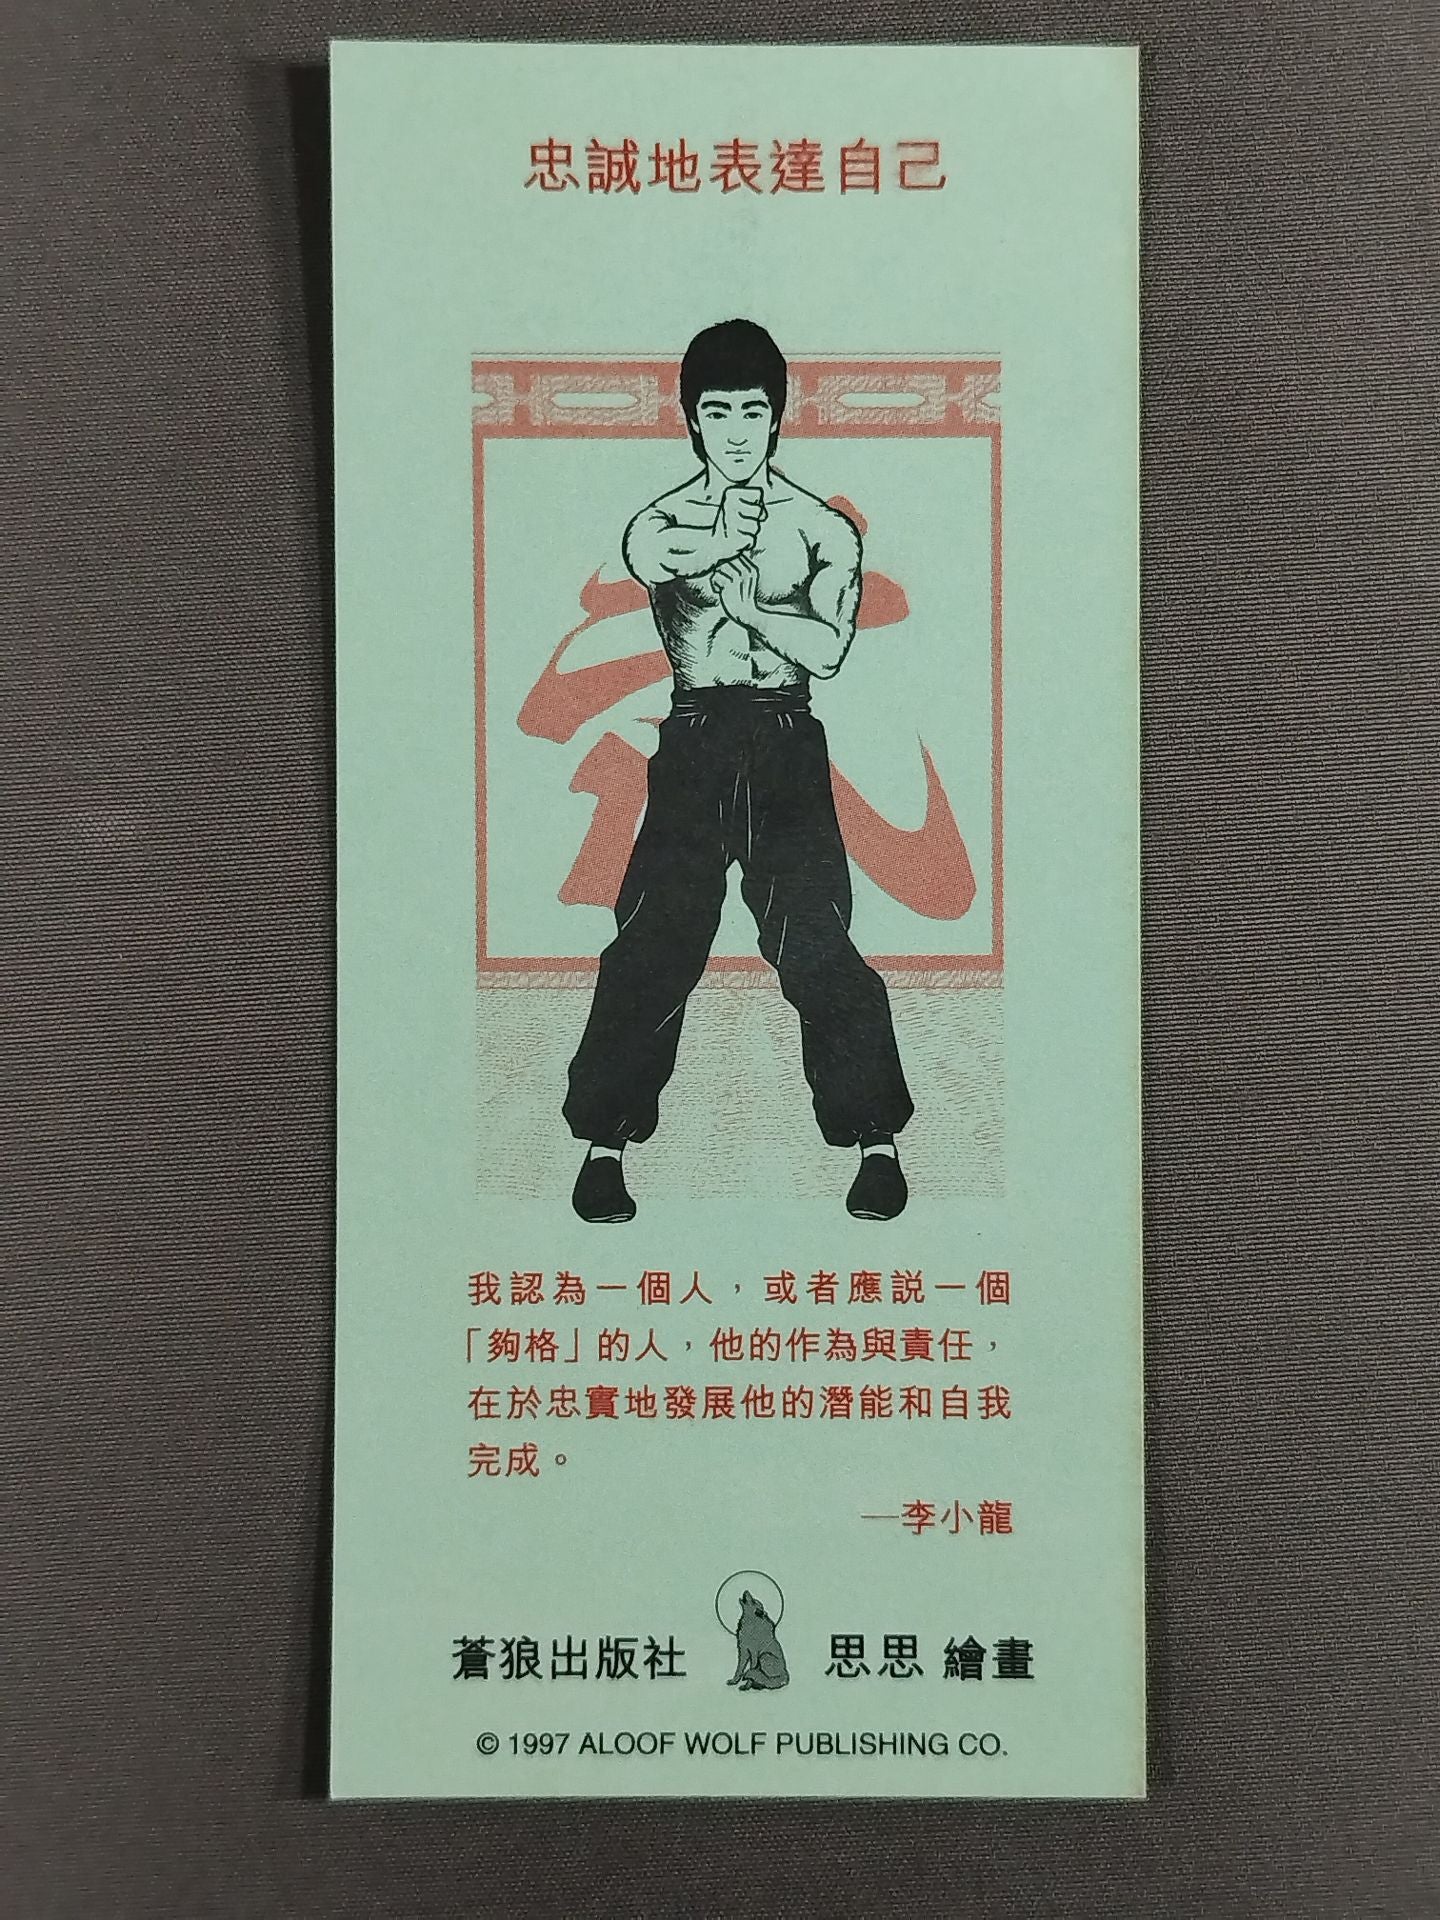 忠誠地表達自己
武
我認為一個人，或者應説一個
「夠格」的人，他的作為與責任，
在於忠實地發展他的潛能和自我
完成。
—李小龍
蒼狼出版社 思思 繪畫
© 1997 ALOOF WOLF PUBLISHING CO.